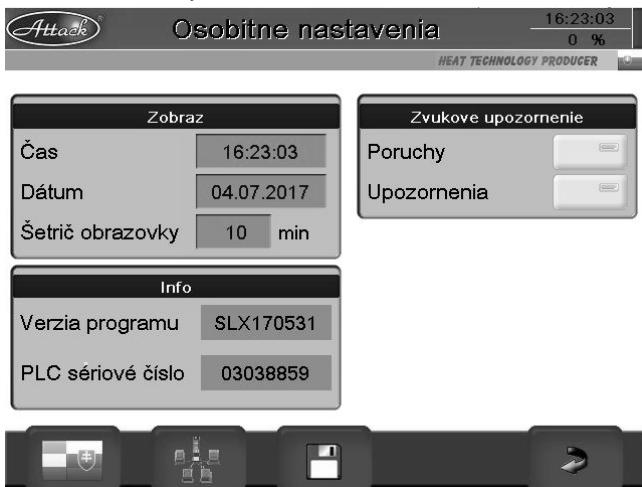 Attack
Osobitne nastavenia
16:23:03
0 %
HEAT TECHNOLOGY PRODUCER
Zobraz
Čas 16:23:03
Dátum 04.07.2017
Šetrič obrazovky 10 min
Zvukove upozornenie
Poruchy
Upozornenia
Info
Verzia programu SLX170531
PLC sériové číslo 03038859